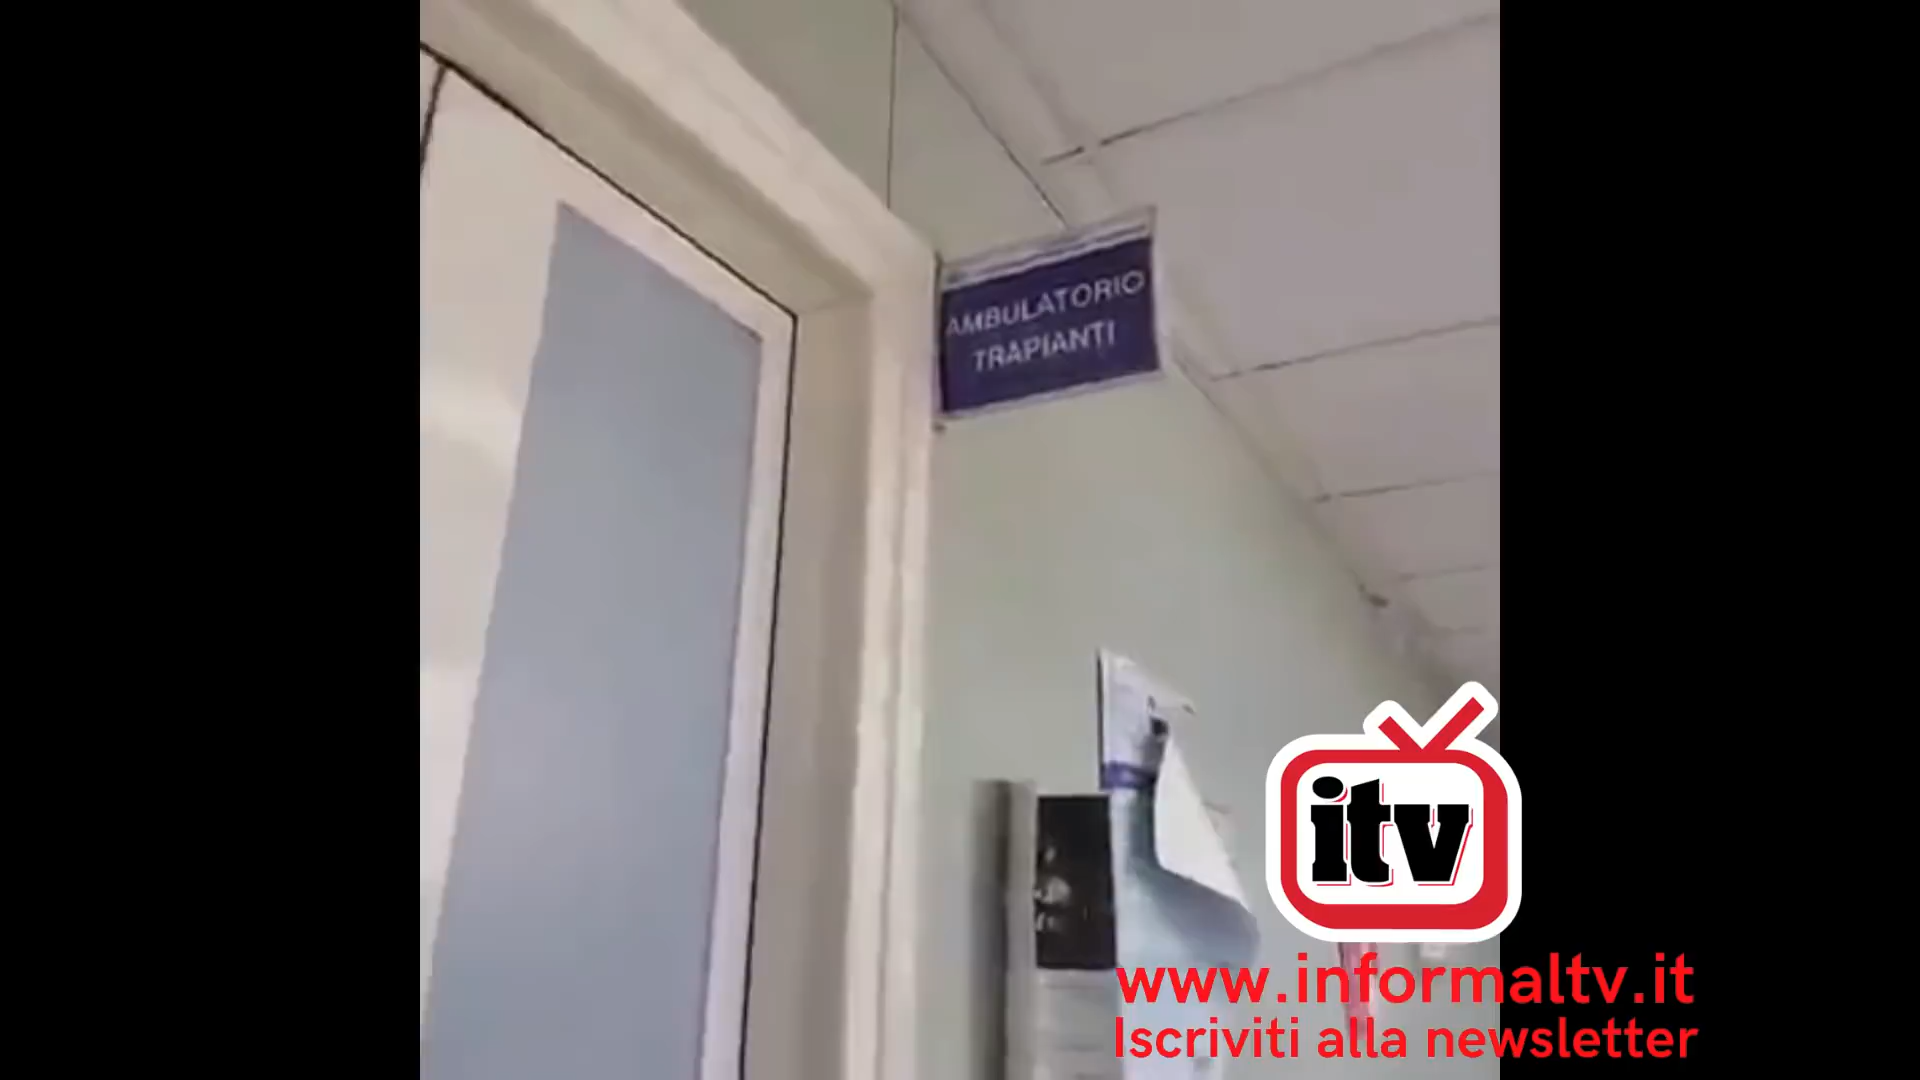 AMBULATORIO
TRAPIANTI
itv
www.informaltv.it
Iscriviti alla newsletter